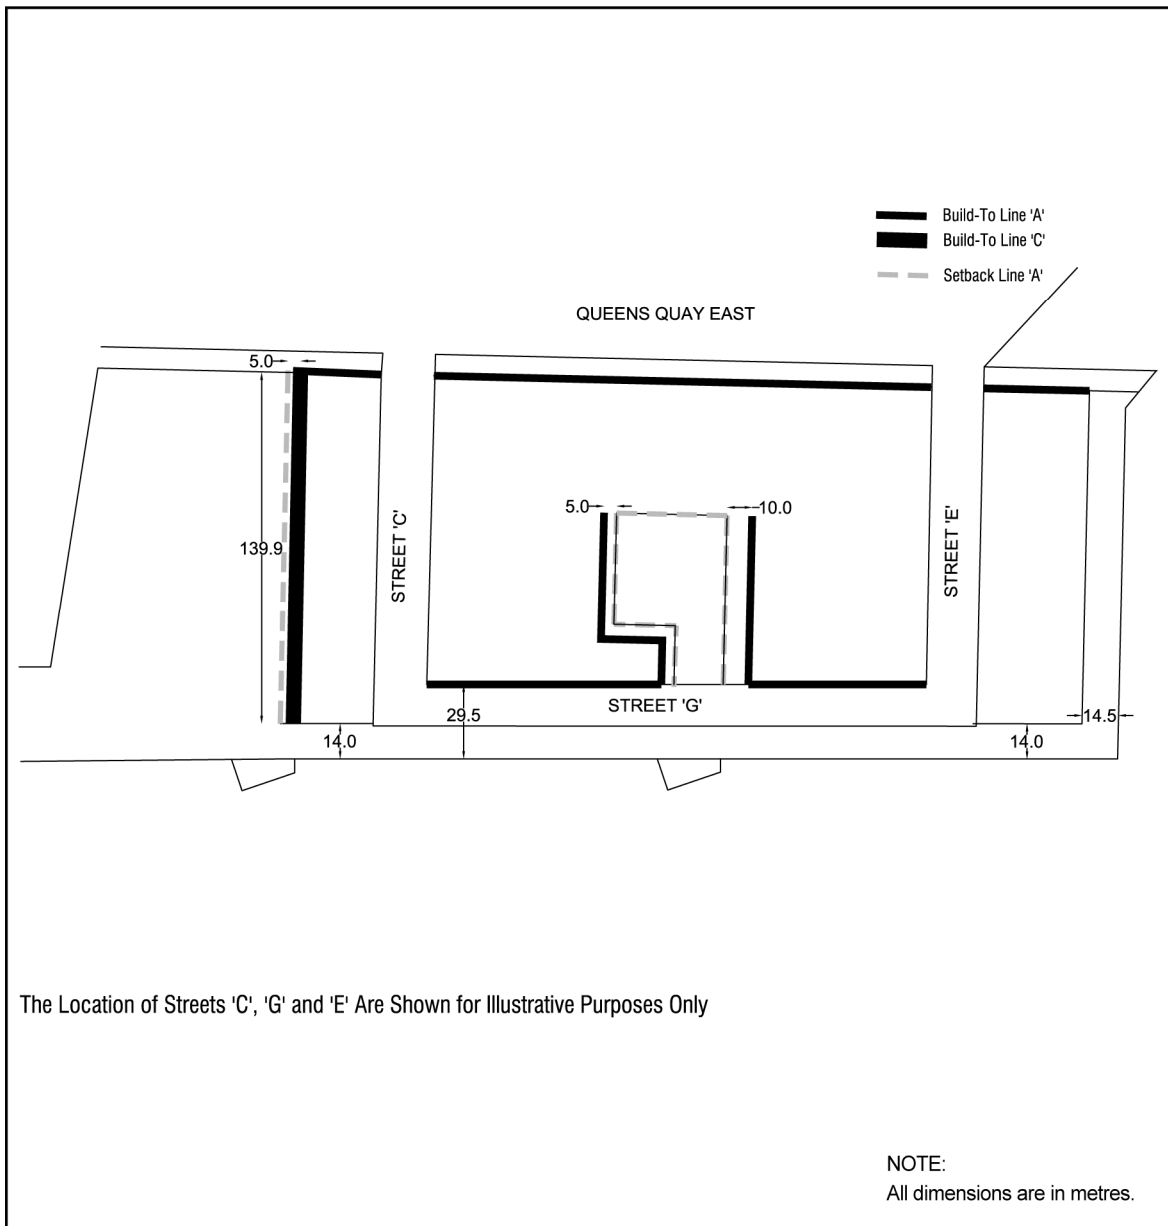 Build-To Line 'A'
Build-To Line 'C'
Setback Line 'A'
QUEENS QUAY EAST
5.0
5.0
10.0
139.9
STREET 'C'
STREET 'E'
STREET 'G'
29.5
14.5
14.0
14.0
The Location of Streets 'C', 'G' and 'E' Are Shown for Illustrative Purposes Only
NOTE:
All dimensions are in metres.